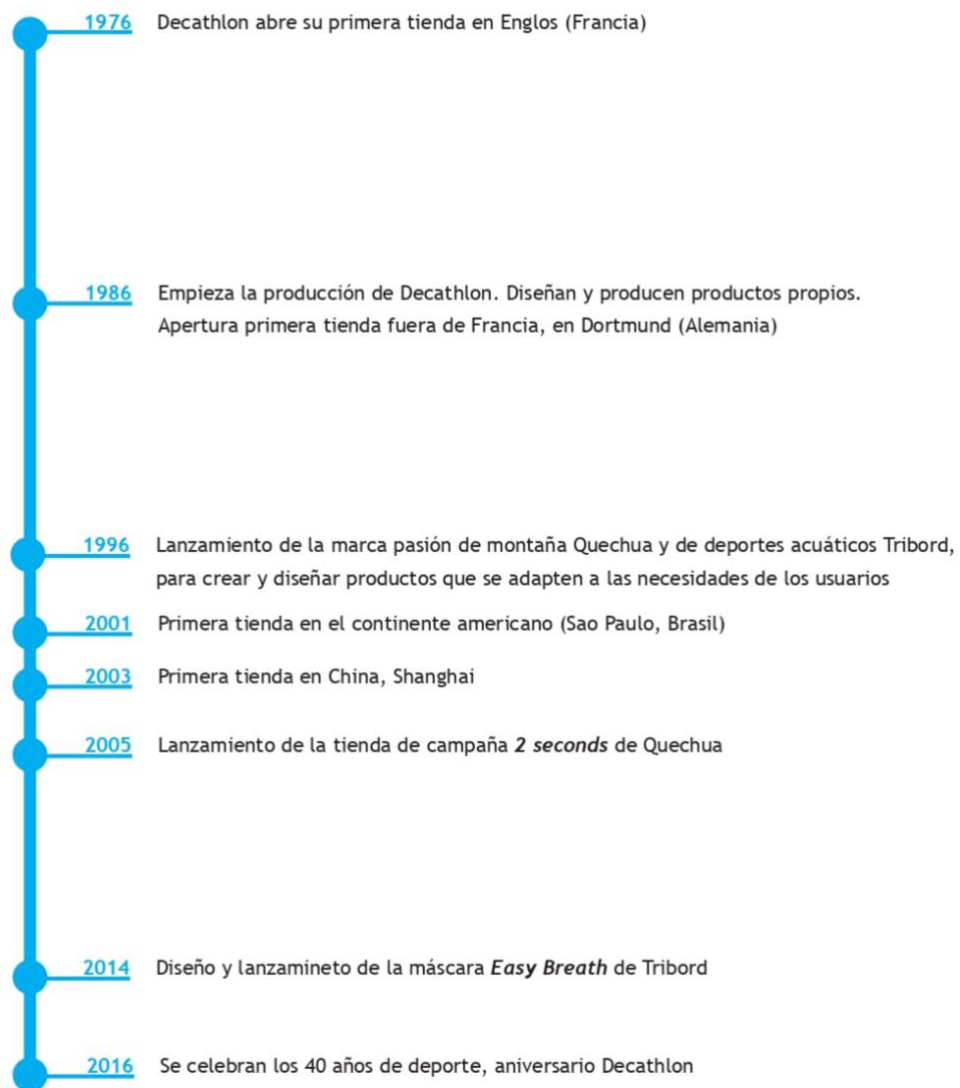 1976 Decathlon abre su primera tienda en Englos (Francia)
1986 Empieza la producción de Decathlon. Diseñan y producen productos propios.
Apertura primera tienda fuera de Francia, en Dortmund (Alemania)
1996 Lanzamiento de la marca pasión de montaña Quechua y de deportes acuáticos Tribord,
para crear y diseñar productos que se adapten a las necesidades de los usuarios
2001 Primera tienda en el continente americano (Sao Paulo, Brasil)
2003 Primera tienda en China, Shanghai
2005 Lanzamiento de la tienda de campaña 2 seconds de Quechua
2014 Diseño y lanzamineto de la máscara Easy Breath de Tribord
2016 Se celebran los 40 años de deporte, aniversario Decathlon